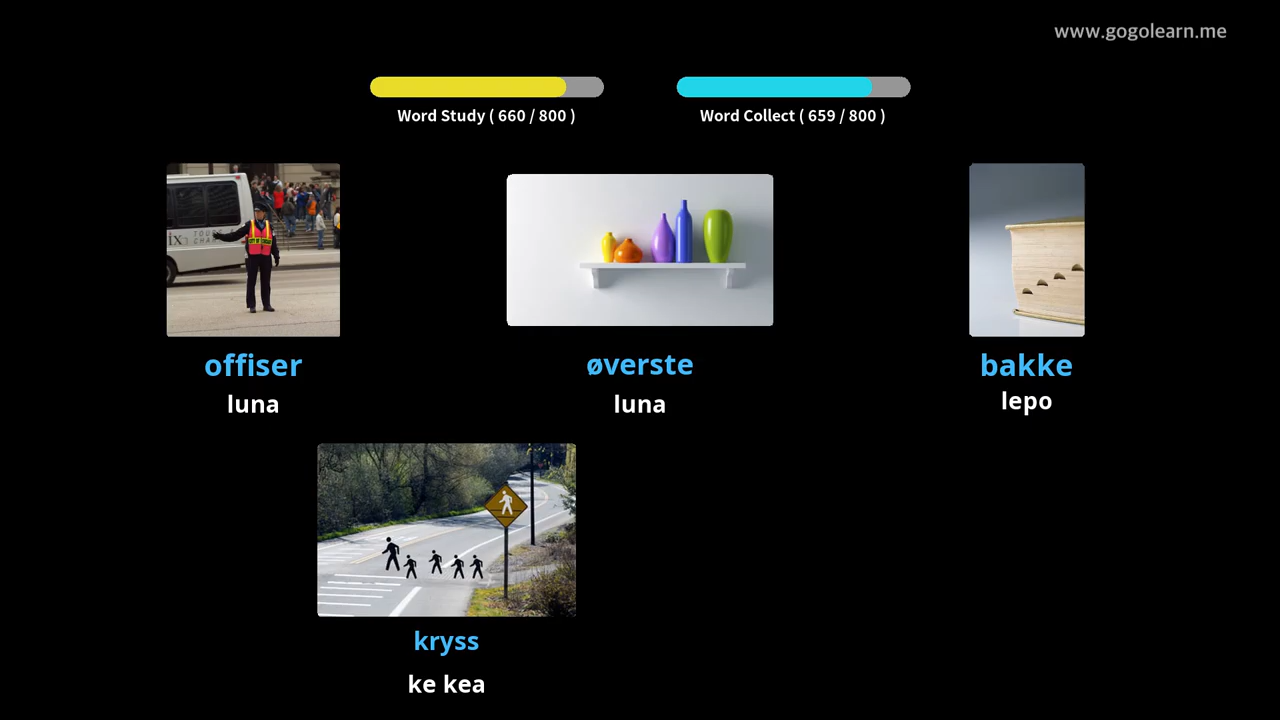 www.gogolearn.me
Word Study ( 660 / 800 )
Word Collect ( 659 / 800 )
offiser
luna
øverste
luna
bakke
lepo
kryss
ke kea